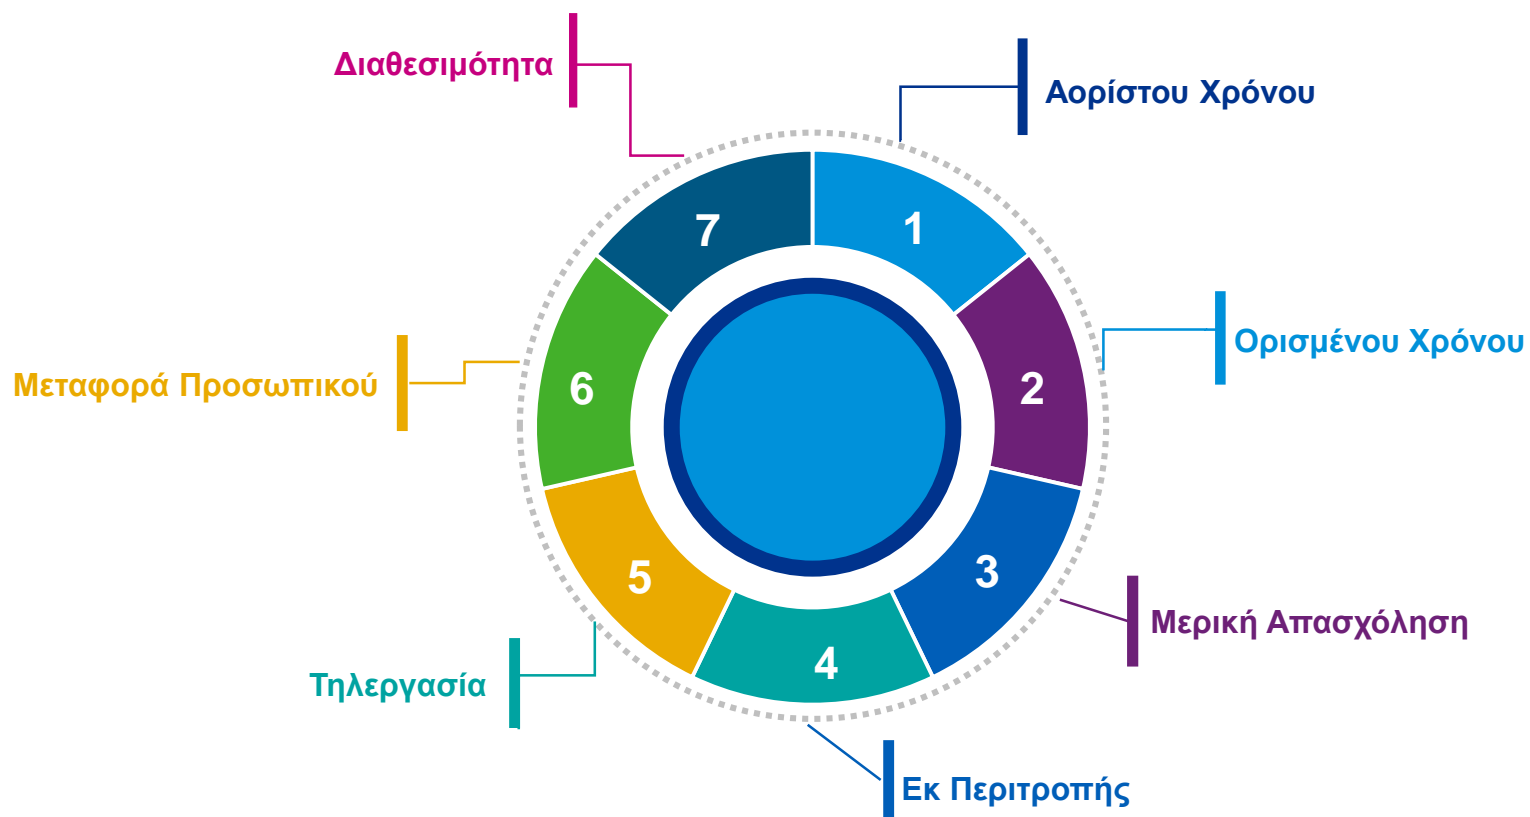 Διαθεσιμότητα
Αορίστου Χρόνου
7
1
Ορισμένου Χρόνου
Μεταφορά Προσωπικού
6
2
5
3
Μερική Απασχόληση
4
Τηλεργασία
Εκ Περιτροπής